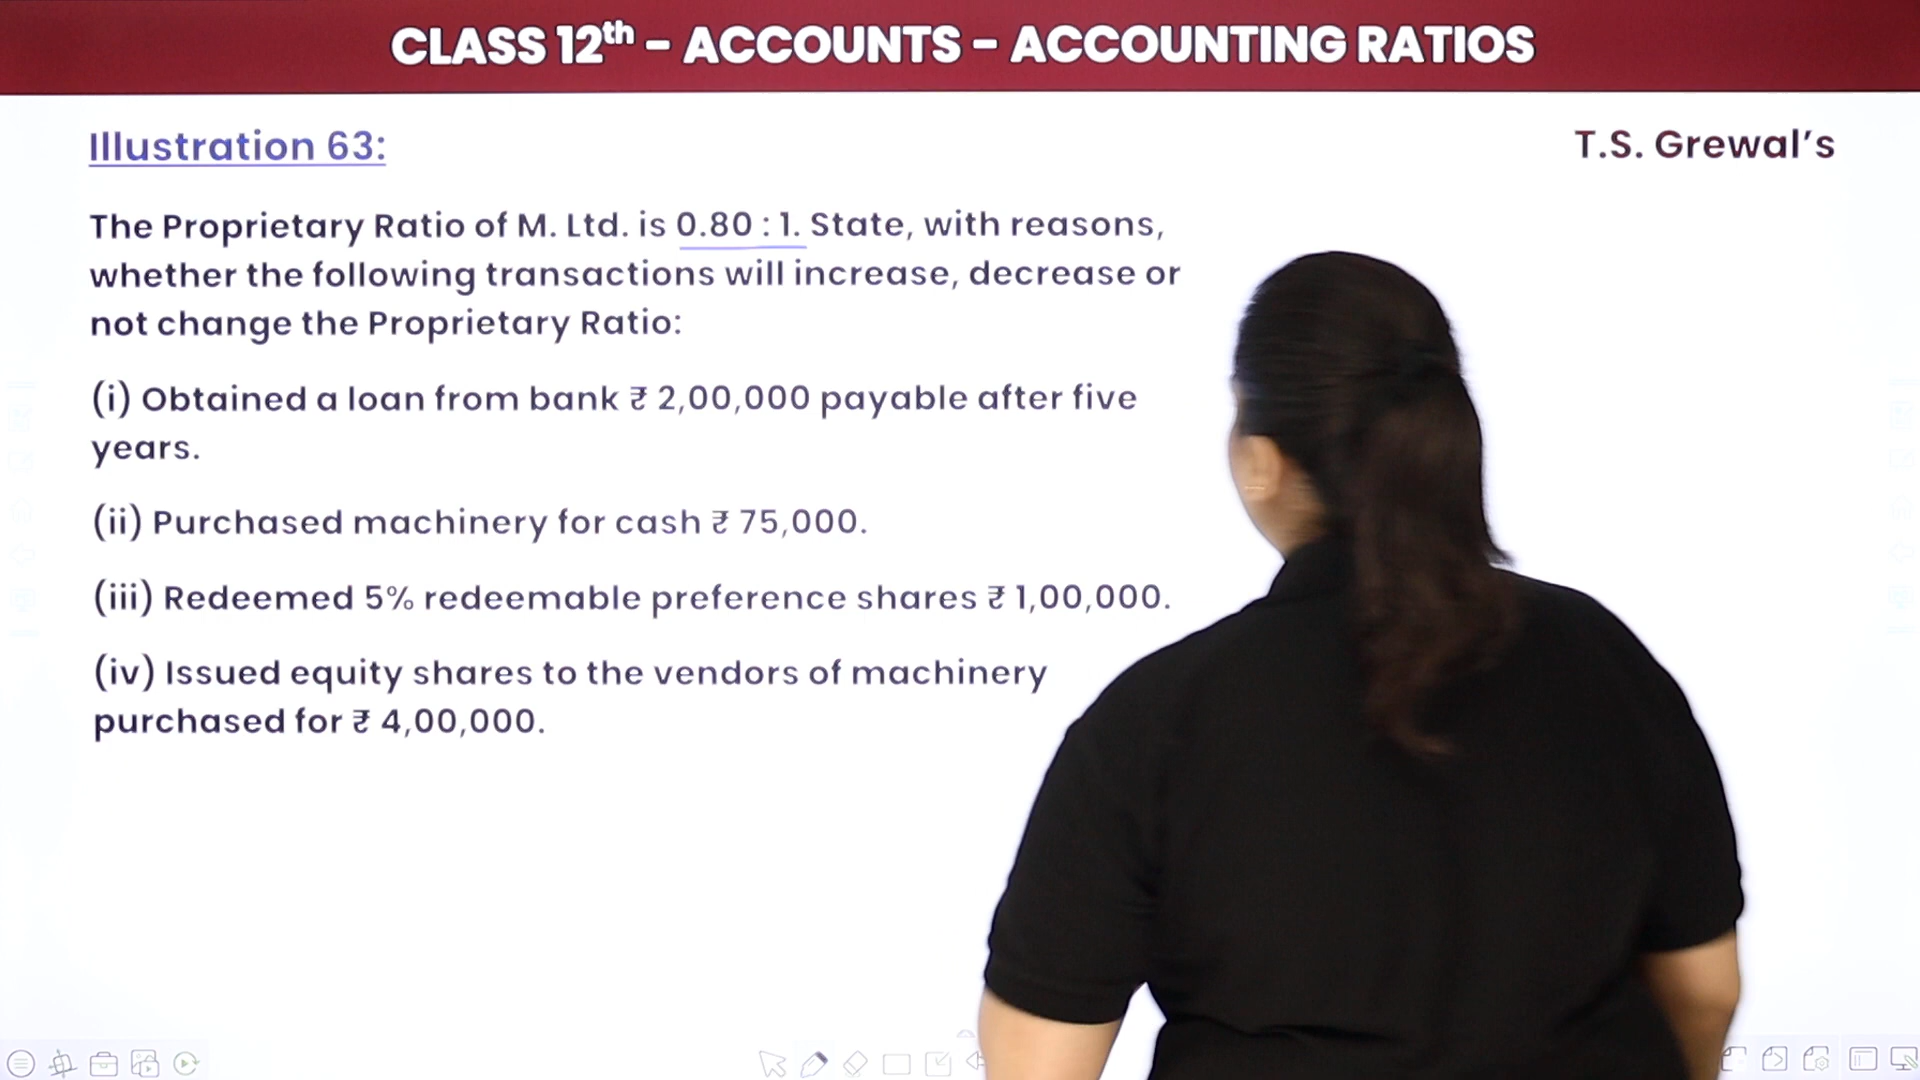 CLASS 12th – ACCOUNTS – ACCOUNTING RATIOS
Illustration 63:
T.S. Grewal’s
The Proprietary Ratio of M. Ltd. is 0.80 : 1. State, with reasons,
whether the following transactions will increase, decrease or
not change the Proprietary Ratio:
(i) Obtained a loan from bank ₹ 2,00,000 payable after five
years.
(ii) Purchased machinery for cash ₹ 75,000.
(iii) Redeemed 5% redeemable preference shares ₹ 1,00,000.
(iv) Issued equity shares to the vendors of machinery
purchased for ₹ 4,00,000.